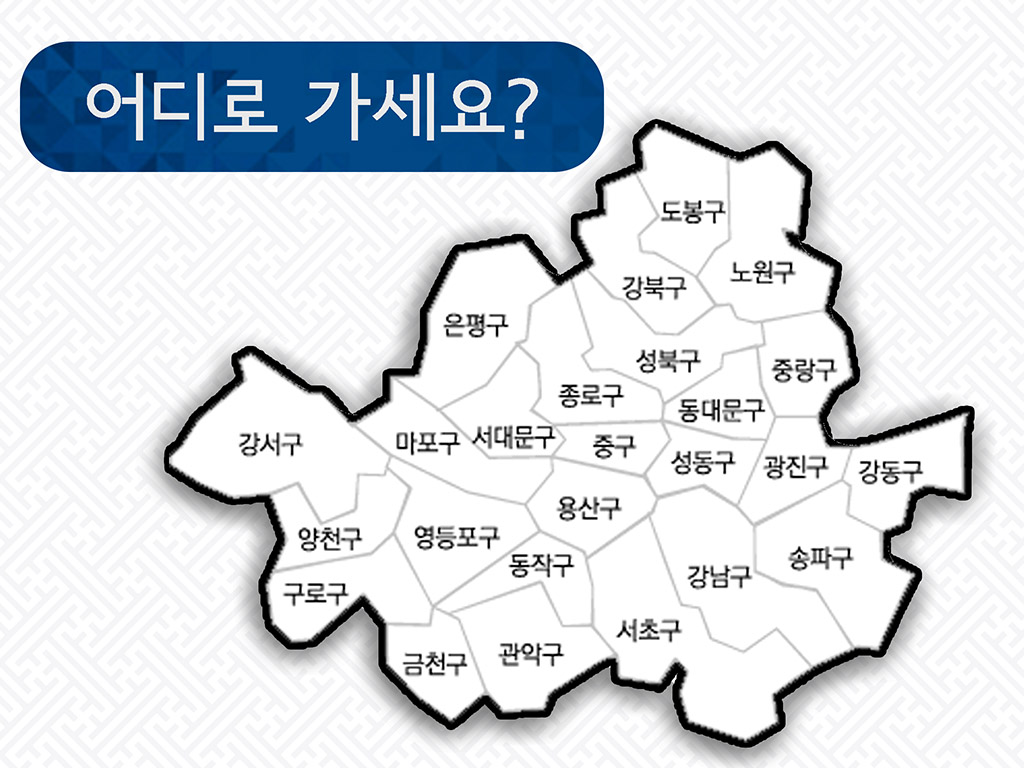 어디로 가세요?
도봉구
노원구
강북구
은평구
성북구
중랑구
종로구
동대문구
강서구
마포구
서대문구
중구
성동구
광진구
강동구
용산구
양천구
영등포구
동작구
송파구
강남구
구로구
서초구
금천구
관악구